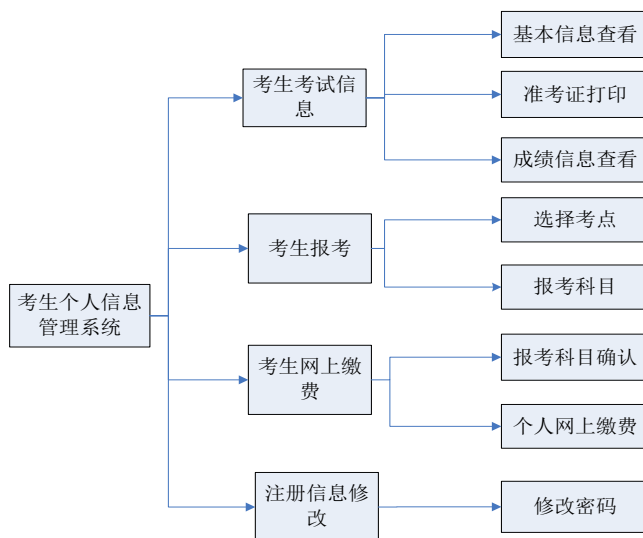 考生个人信息
管理系统
考生考试信
息
基本信息查看
准考证打印
成绩信息查看
考生报考
选择考点
报考科目
考生网上缴
费
报考科目确认
个人网上缴费
注册信息修
改
修改密码